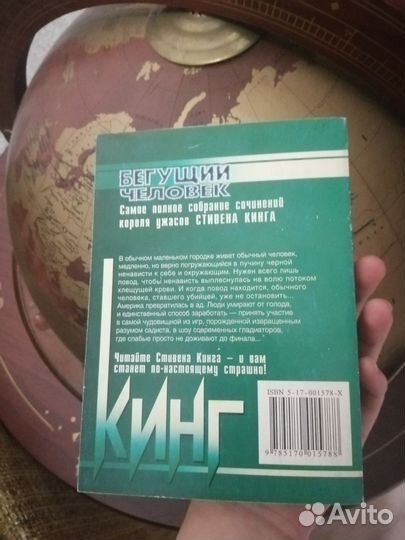 БЕГУЩИЙ
ЧЕЛОВЕК
Самое полное собрание сочинений
короля ужасов СТИВЕНА КИНГА
В обычном маленьком городке живет обычный человек,
медленно, но верно погружающийся в пучину черной
ненависти к себе и окружающим. Нужен всего лишь
повод, чтобы ненависть выплеснулась на волю потоком
хлещущей крови. И когда повод находится, обычного
человека, ставшего убийцей, уже не остановить...
Америка превратилась в ад. Люди умирают от голода,
и единственный способ заработать — принять участие
в самой чудовищной из игр, порожденной извращенным
разумом садиста, в шоу современных гладиаторов,
где слабые просто не доживают до финала...
Читайте Стивена Кинга — и вам
станет по-настоящему страшно!
КИНГ
ISBN 5-17-001578-X
9 785170 015788
Avito